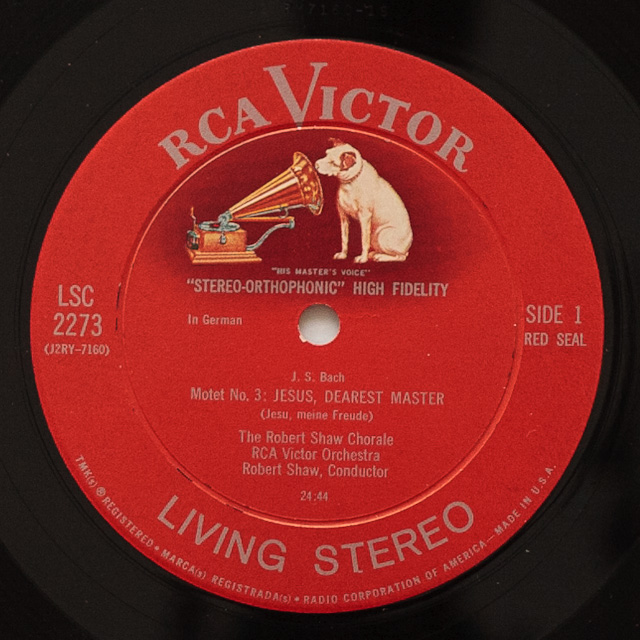 RCA VICTOR
"HIS MASTER'S VOICE"
"STEREO-ORTHOPHONIC" HIGH FIDELITY
LSC
2273
(J2RY-7160)
In German
SIDE 1
RED SEAL
J. S. Bach
Motet No. 3: JESUS, DEAREST MASTER
(Jesu, meine Freude)
The Robert Shaw Chorale
RCA Victor Orchestra
Robert Shaw, Conductor
24:44
LIVING STEREO
TMK(s) ® REGISTERED • MARCA(s) REGISTRADA(s) • RADIO CORPORATION OF AMERICA—MADE IN U.S.A.